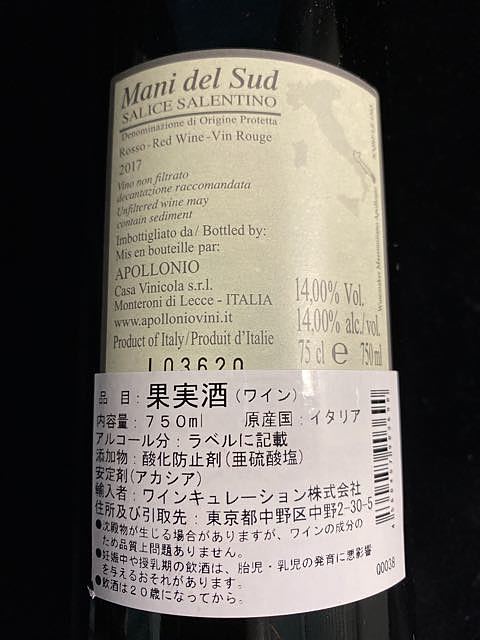 Mani del Sud
SALICE SALENTINO
Denominazione di Origine Protetta
Rosso - Red Wine - Vin Rouge
2017
Vino non filtrato
decantazione raccomandata
Unfiltered wine may
contain sediment
Imbottigliato da / Bottled by:
Mis en bouteille par:
APOLLONIO
Casa Vinicola s.r.l.
Monteroni di Lecce - ITALIA
www.apolloniovini.it
Product of Italy / Produit d'Italie
14,00% Vol.
14,00% alc./vol.
75 cl e 750 ml
L03620
品 目：果実酒（ワイン）
内容量：７５０ml 原産国：イタリア
アルコール分：ラベルに記載
添加物：酸化防止剤（亜硫酸塩）
安定剤（アカシア）
輸入者：ワインキュレーション株式会社
住所及び引取先：東京都中野区中野2-30-5
●沈殿物が生じる場合がありますが、ワインの成分の
ため品質上問題ありません。
●妊娠中や授乳期の飲酒は、胎児・乳児の発育に悪影響
を与えるおそれがあります。
●飲酒は２０歳になってから。
Q0038